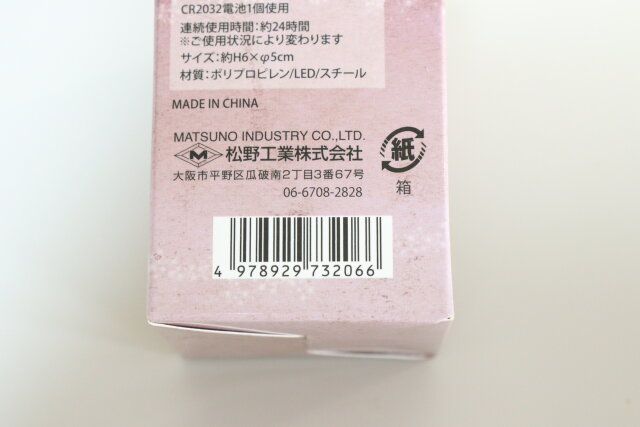 CR2032電池1個使用
連続使用時間：約24時間
※ご使用状況により変わります
サイズ：約H6×φ5cm
材質：ポリプロピレン/LED/スチール
MADE IN CHINA
MATSUNO INDUSTRY CO.,LTD.
M 松野工業株式会社
大阪市平野区瓜破南2丁目3番67号
06-6708-2828
紙
箱
4 978929 732066